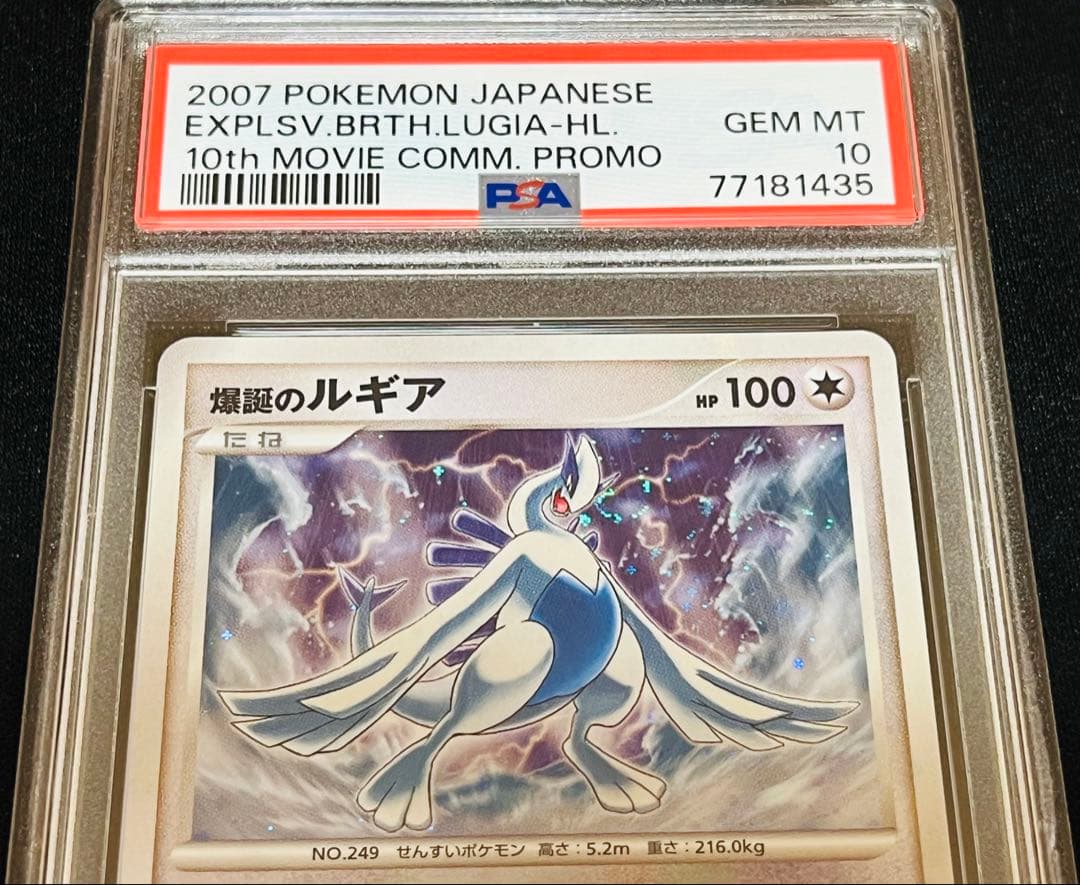 2007 POKEMON JAPANESE
EXPLSV.BRTH.LUGIA-HL.
GEM MT
10th MOVIE COMM. PROMO
10
PSA
77181435
爆誕のルギア
HP 100
たね
NO.249 せんすいポケモン 高さ:5.2m 重さ:216.0kg